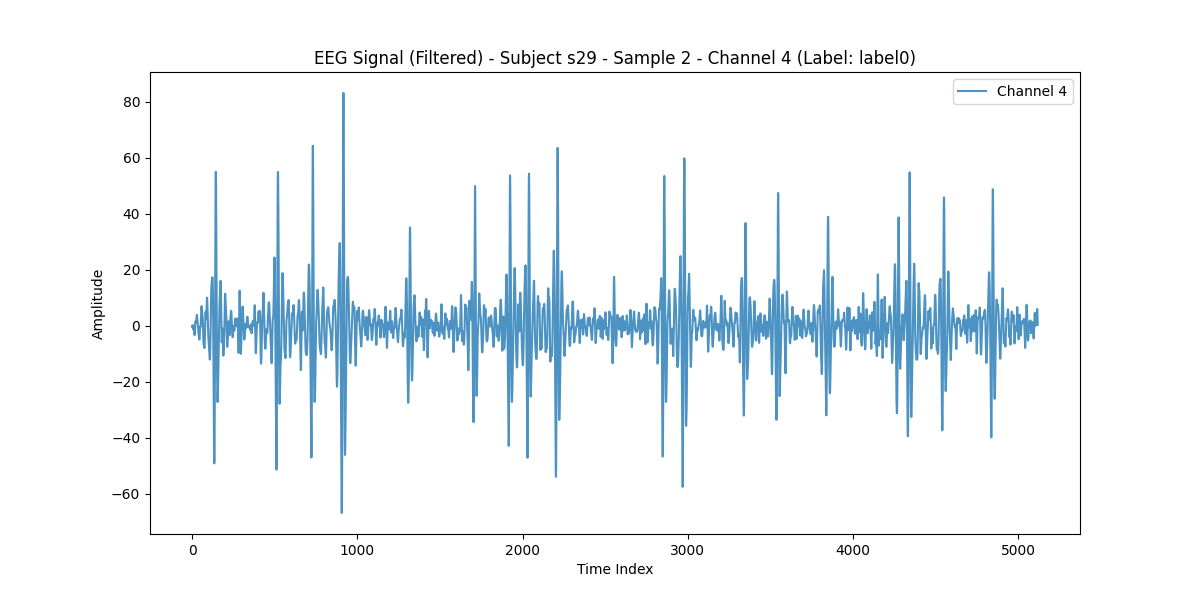 EEG Signal (Filtered) - Subject s29 - Sample 2 - Channel 4 (Label: label0)
Channel 4
Amplitude
80
60
40
20
0
−20
−40
−60
0 1000 2000 3000 4000 5000
Time Index